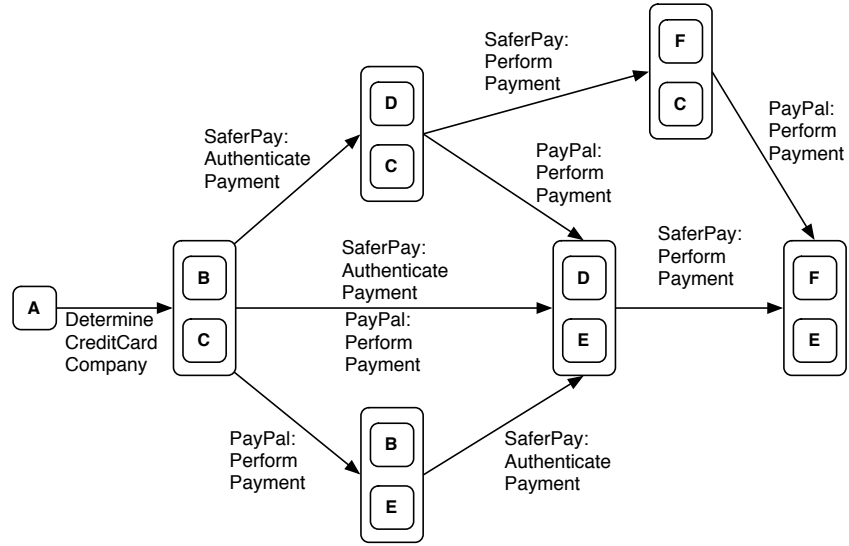 SaferPay:
Perform
Payment
F
C
D
C
SaferPay:
Authenticate
Payment
PayPal:
Perform
Payment
PayPal:
Perform
Payment
A
Determine
CreditCard
Company
B
C
SaferPay:
Authenticate
Payment
PayPal:
Perform
Payment
D
E
SaferPay:
Perform
Payment
F
E
PayPal:
Perform
Payment
B
E
SaferPay:
Authenticate
Payment